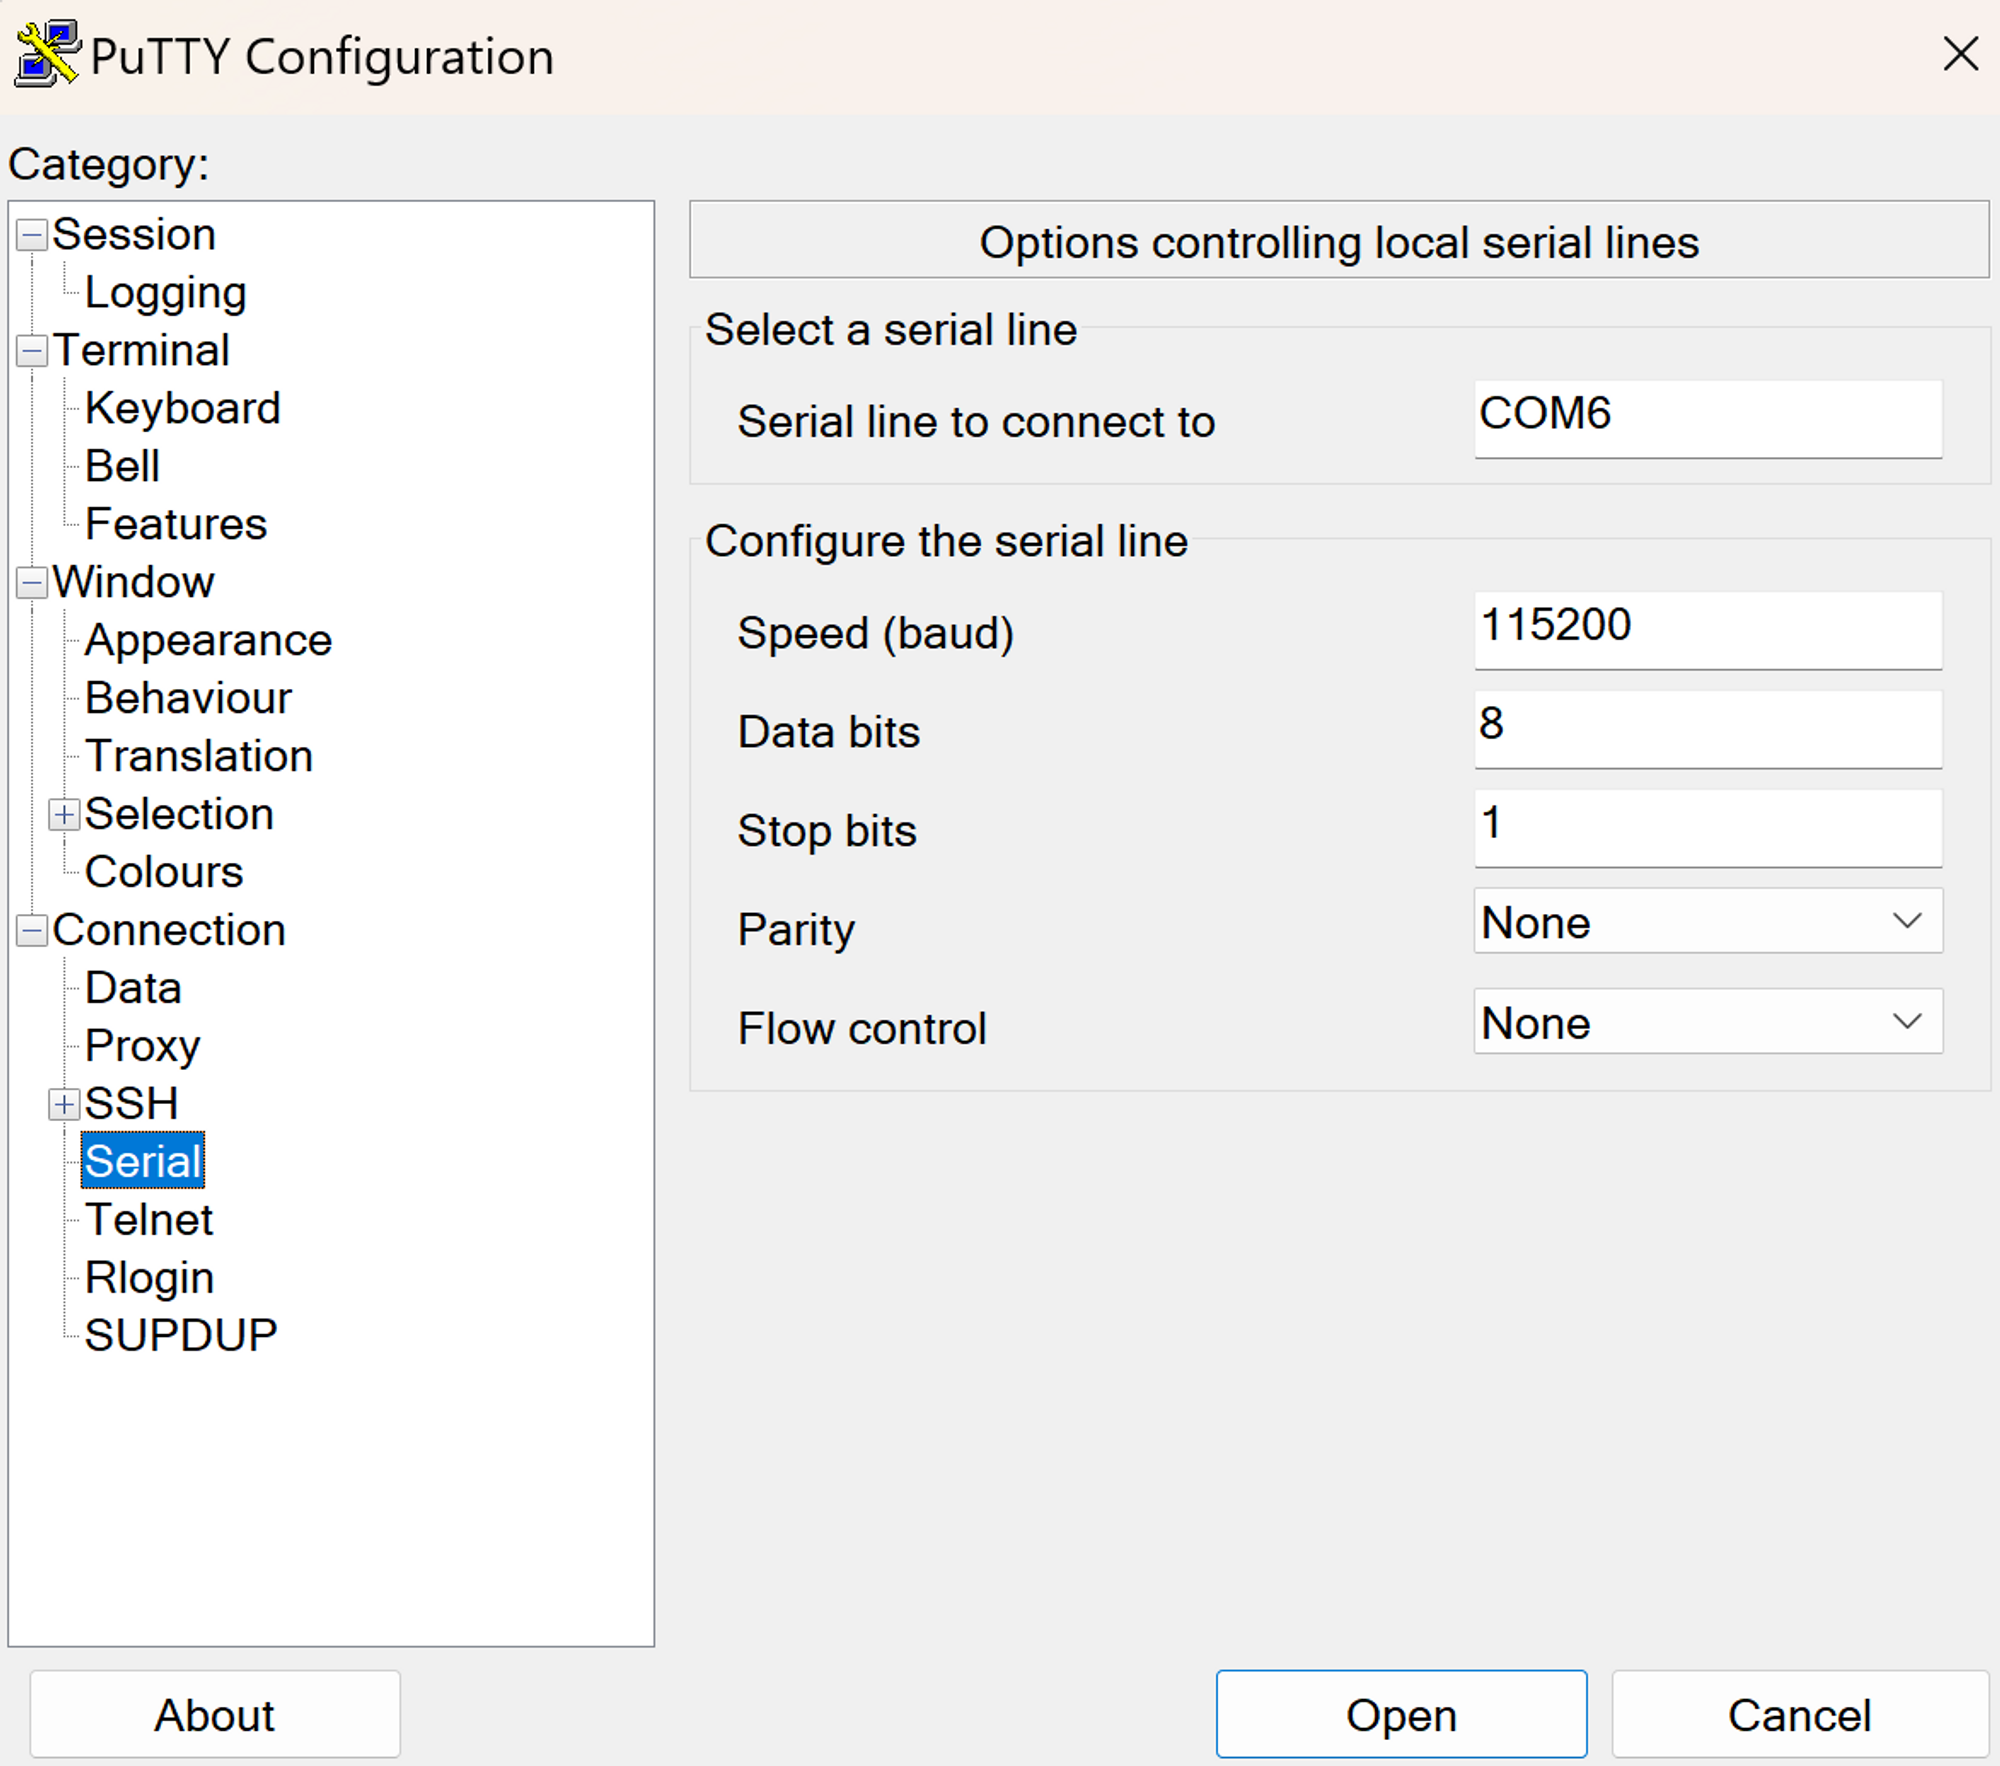 PuTTY Configuration
Category:
Session
Logging
Terminal
Keyboard
Bell
Features
Window
Appearance
Behaviour
Translation
Selection
Colours
Connection
Data
Proxy
SSH
Serial
Telnet
Rlogin
SUPDUP
Options controlling local serial lines
Select a serial line
Serial line to connect to COM6
Configure the serial line
Speed (baud) 115200
Data bits 8
Stop bits 1
Parity None
Flow control None
About Open Cancel